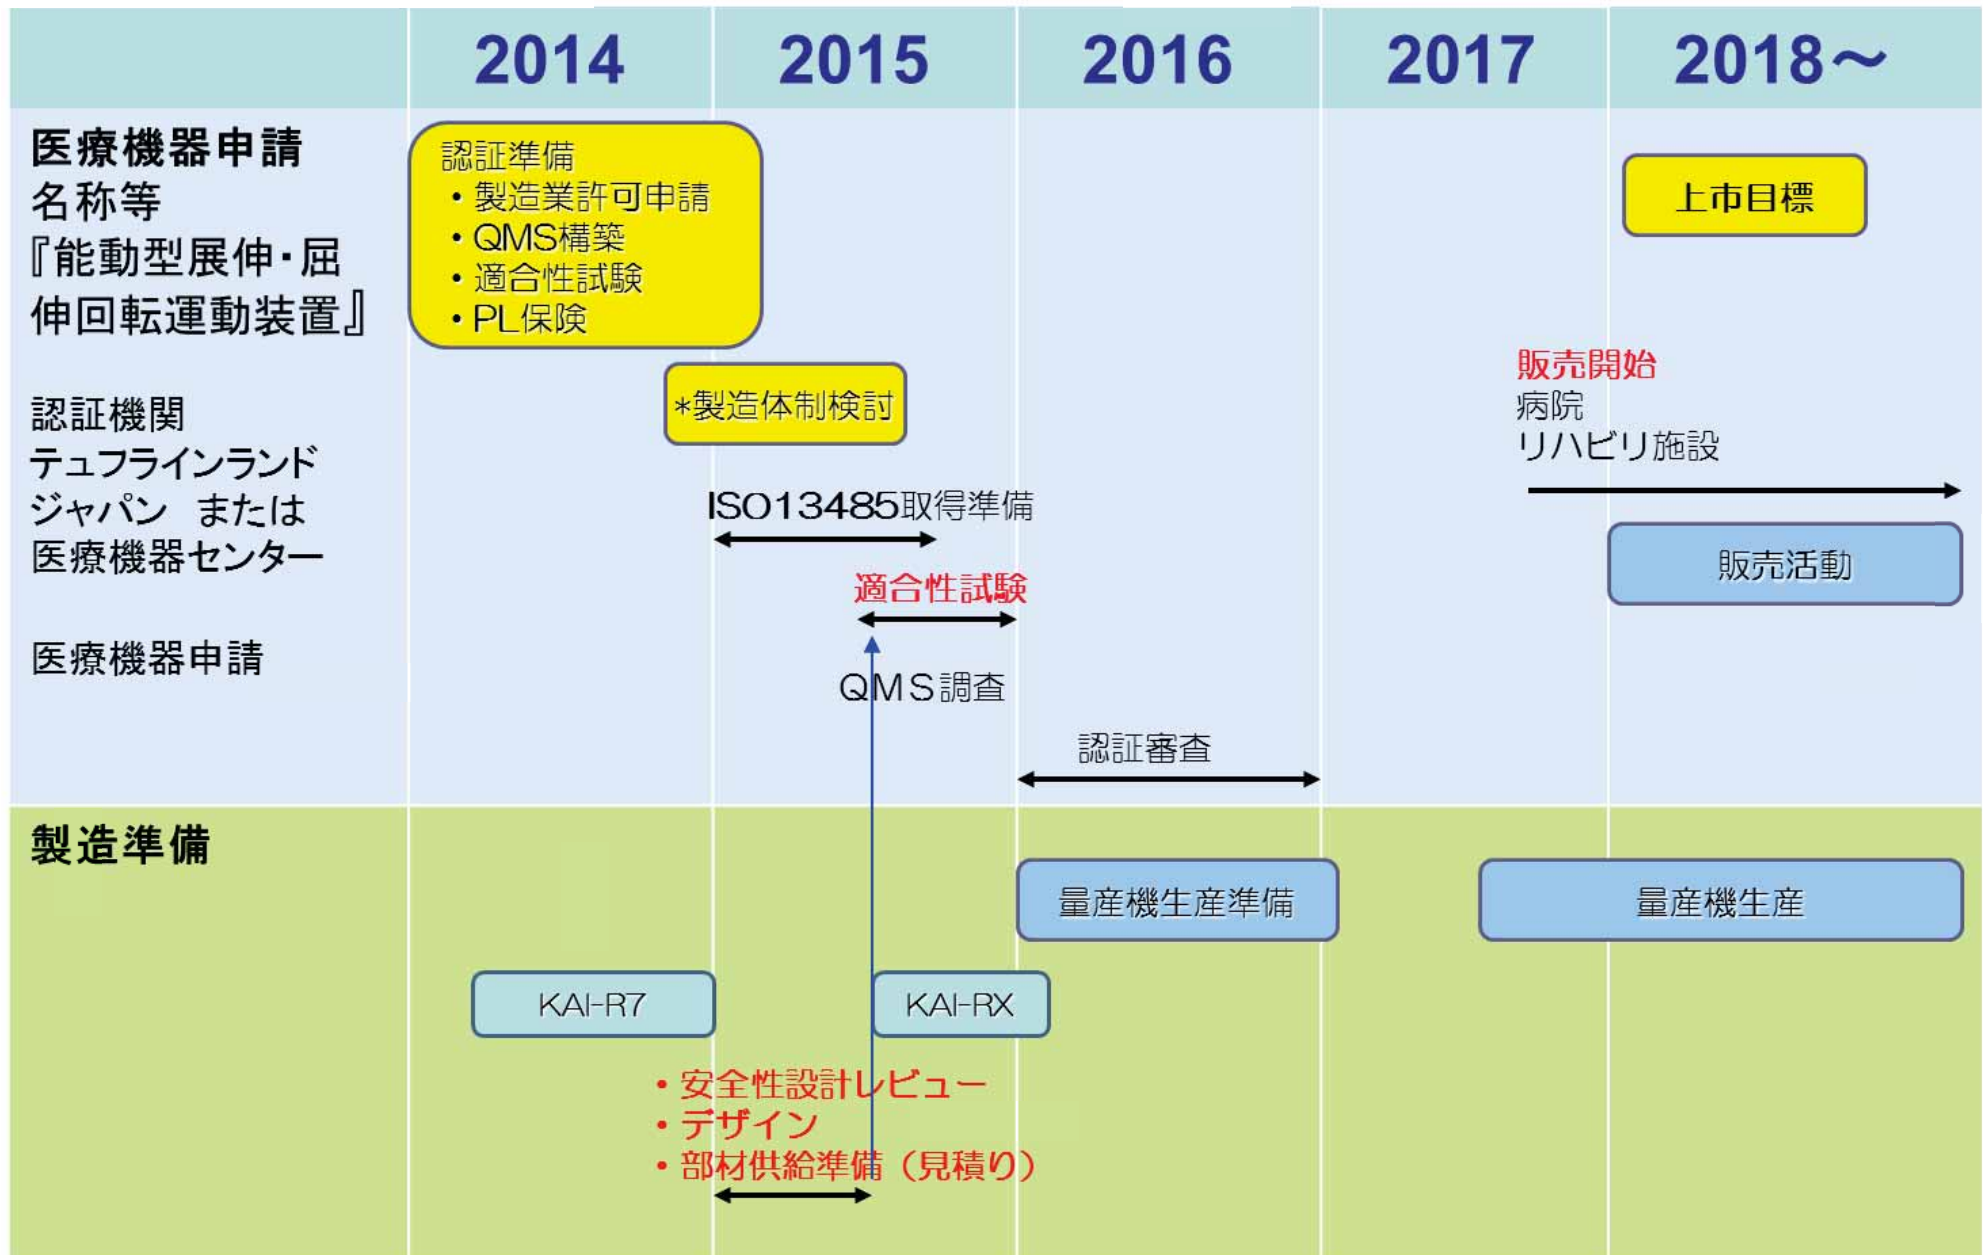 2014
2015
2016
2017
2018～
医療機器申請
名称等
『能動型展伸・屈
伸回転運動装置』
認証機関
テュフラインランド
ジャパン または
医療機器センター
医療機器申請
認証準備
・製造業許可申請
・QMS構築
・適合性試験
・PL保険
*製造体制検討
ISO13485取得準備
適合性試験
QMS調査
認証審査
上市目標
販売開始
病院
リハビリ施設
販売活動
製造準備
量産機生産準備
量産機生産
KAI-R7
KAI-RX
・安全性設計レビュー
・デザイン
・部材供給準備（見積り）